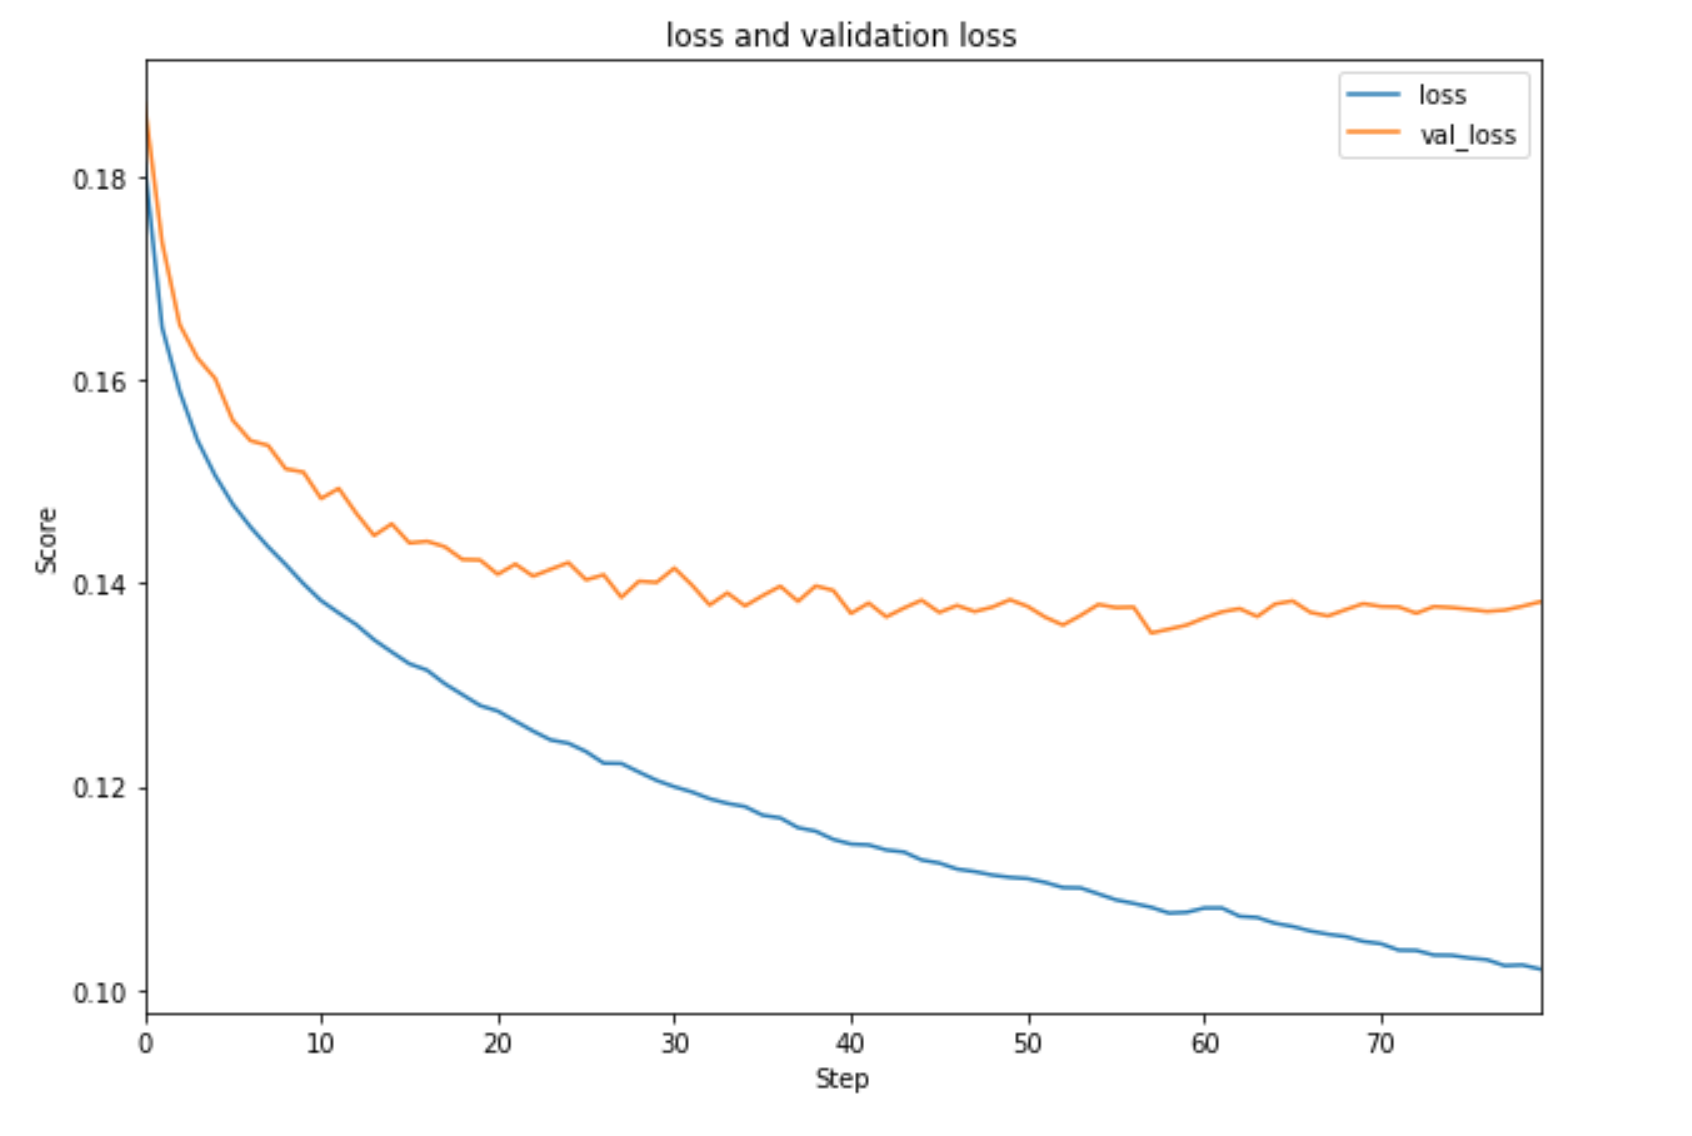 loss and validation loss
loss
val_loss
0.18
0.16
0.14
0.12
0.10
Score
0 10 20 30 40 50 60 70
Step